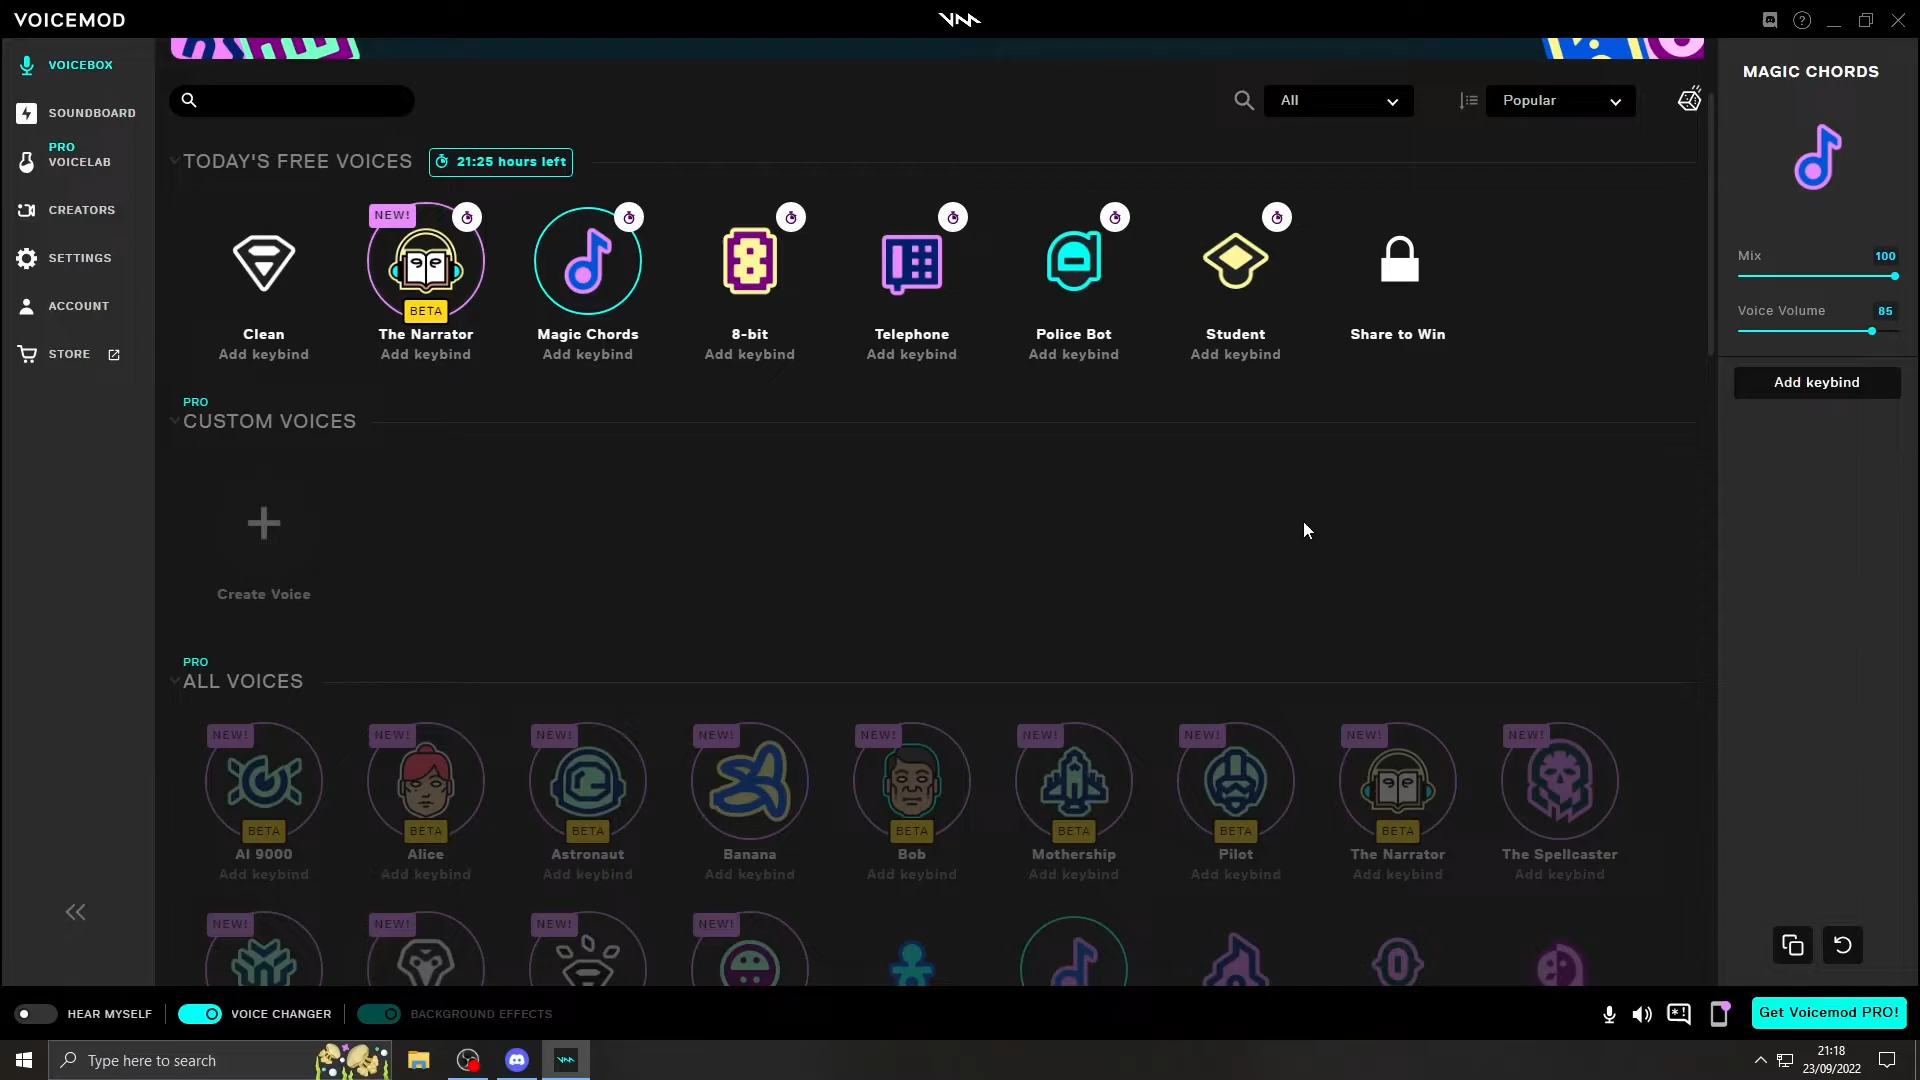 VOICEMOD
VOICEBOX
SOUNDBOARD
PRO
VOICELAB
CREATORS
SETTINGS
ACCOUNT
STORE
All
Popular
TODAY'S FREE VOICES
21:25 hours left
NEW!
BETA
Clean
The Narrator
Magic Chords
8-bit
Telephone
Police Bot
Student
Share to Win
Add keybind
Add keybind
Add keybind
Add keybind
Add keybind
Add keybind
Add keybind
PRO
CUSTOM VOICES
Create Voice
PRO
ALL VOICES
NEW!
NEW!
NEW!
NEW!
NEW!
NEW!
NEW!
NEW!
NEW!
BETA
BETA
BETA
BETA
BETA
BETA
BETA
AI 9000
Alice
Astronaut
Banana
Bob
Mothership
Pilot
The Narrator
The Spellcaster
Add keybind
Add keybind
Add keybind
Add keybind
Add keybind
Add keybind
Add keybind
Add keybind
Add keybind
NEW!
NEW!
NEW!
NEW!
MAGIC CHORDS
Mix
100
Voice Volume
85
Add keybind
HEAR MYSELF
VOICE CHANGER
BACKGROUND EFFECTS
Get Voicemod PRO!
Type here to search
21:18
23/09/2022